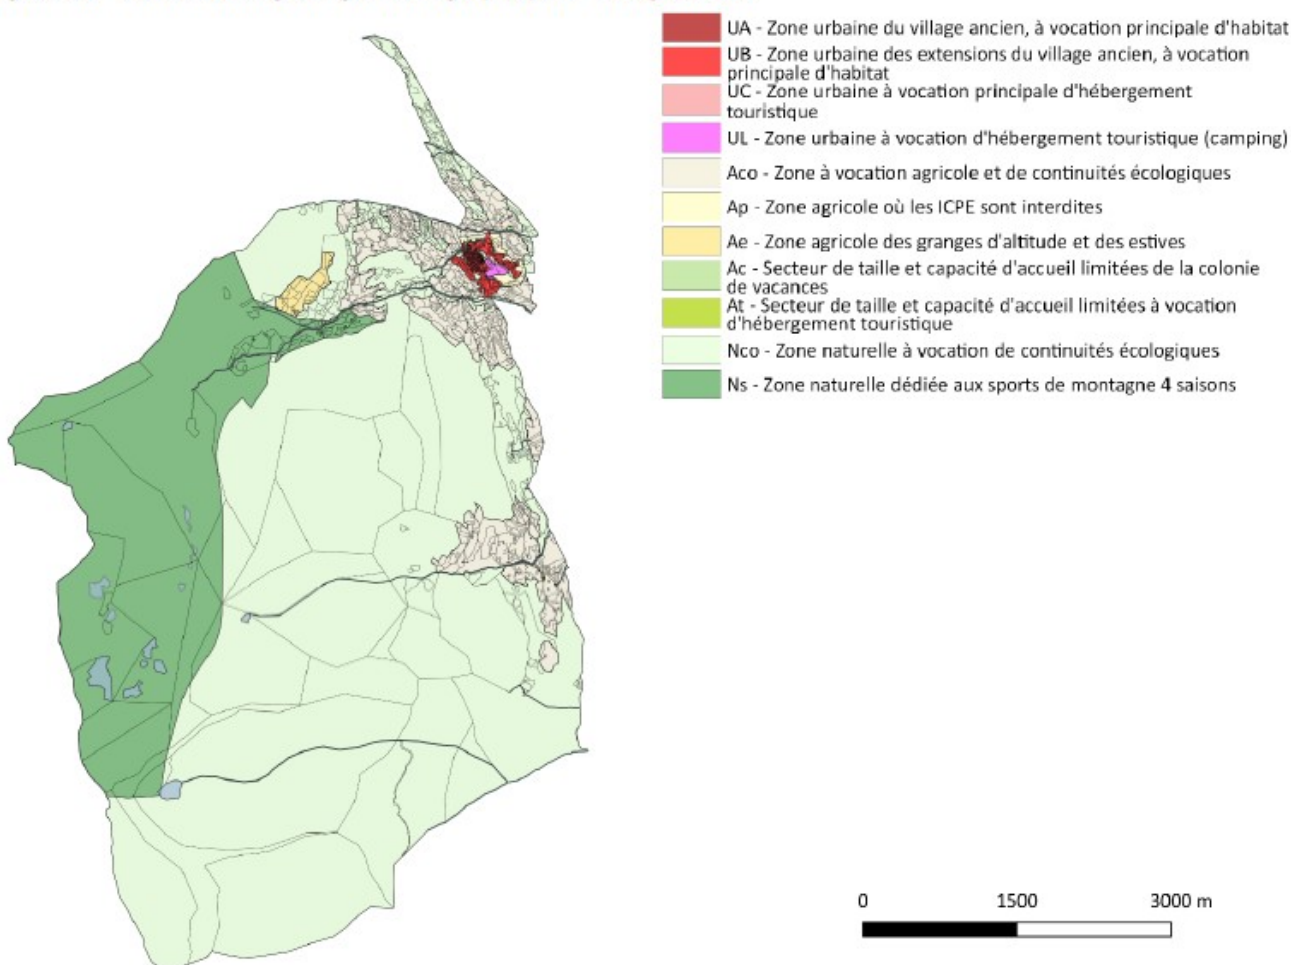 UA - Zone urbaine du village ancien, à vocation principale d'habitat
UB - Zone urbaine des extensions du village ancien, à vocation
principale d'habitat
UC - Zone urbaine à vocation principale d'hébergement
touristique
UL - Zone urbaine à vocation d'hébergement touristique (camping)
Aco - Zone à vocation agricole et de continuités écologiques
Ap - Zone agricole où les ICPE sont interdites
Ae - Zone agricole des granges d'altitude et des estives
Ac - Secteur de taille et capacité d'accueil limitées de la colonie
de vacances
At - Secteur de taille et capacité d'accueil limitées à vocation
d'hébergement touristique
Nco - Zone naturelle à vocation de continuités écologiques
Ns - Zone naturelle dédiée aux sports de montagne 4 saisons
0 1500 3000 m